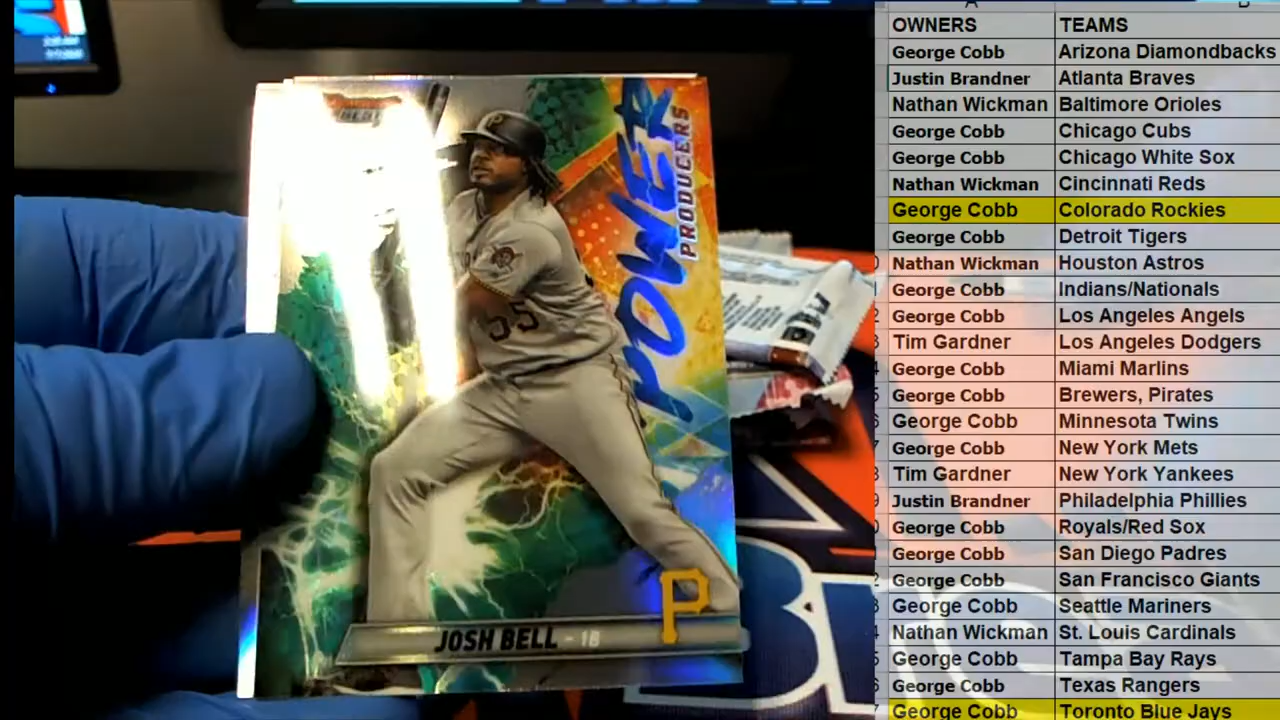 BEST
POWER
PRODUCERS
P
55
JOSH BELL - 1B
P
A B
OWNERS TEAMS
George Cobb Arizona Diamondbacks
Justin Brandner Atlanta Braves
Nathan Wickman Baltimore Orioles
George Cobb Chicago Cubs
George Cobb Chicago White Sox
Nathan Wickman Cincinnati Reds
George Cobb Colorado Rockies
George Cobb Detroit Tigers
Nathan Wickman Houston Astros
George Cobb Indians/Nationals
George Cobb Los Angeles Angels
Tim Gardner Los Angeles Dodgers
George Cobb Miami Marlins
George Cobb Brewers, Pirates
George Cobb Minnesota Twins
George Cobb New York Mets
Tim Gardner New York Yankees
Justin Brandner Philadelphia Phillies
George Cobb Royals/Red Sox
George Cobb San Diego Padres
George Cobb San Francisco Giants
George Cobb Seattle Mariners
Nathan Wickman St. Louis Cardinals
George Cobb Tampa Bay Rays
George Cobb Texas Rangers
George Cobb Toronto Blue Jays